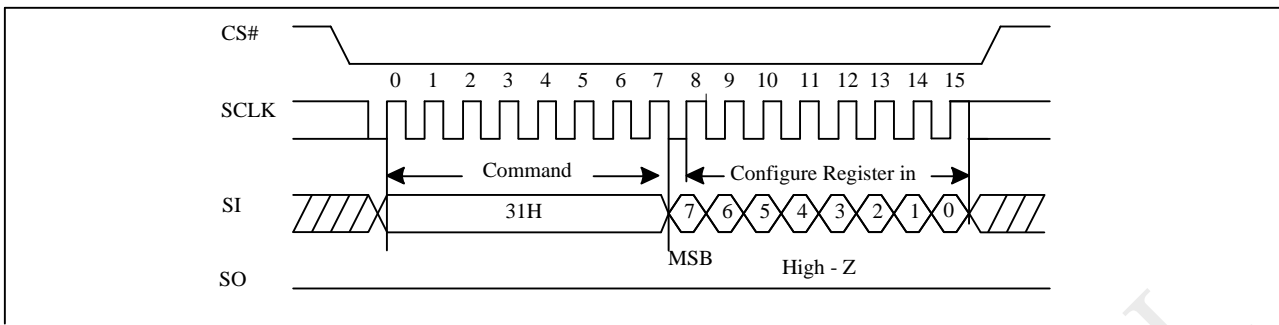 CS#
0 1 2 3 4 5 6 7 8 9 10 11 12 13 14 15
SCLK
Command Configure Register in
SI 31H 7 6 5 4 3 2 1 0
MSB High - Z
SO